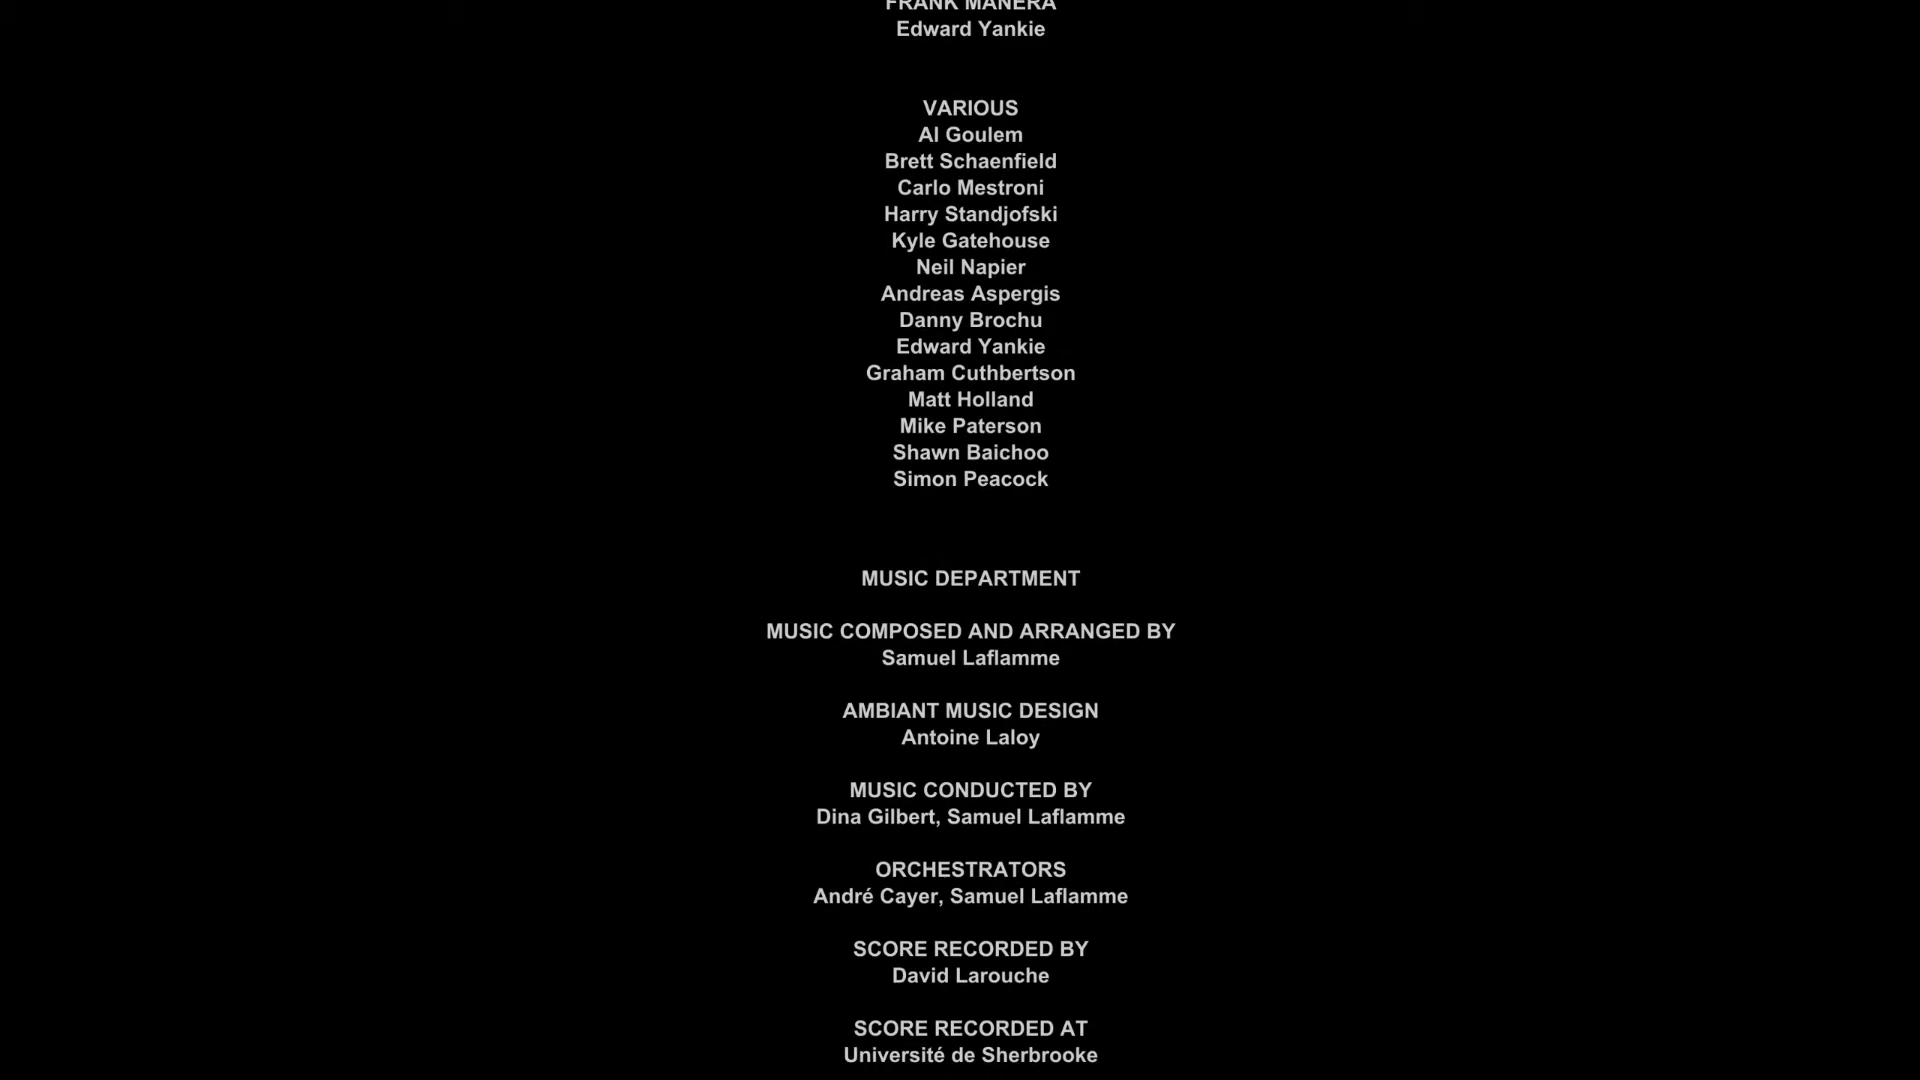 FRANK MANERA
Edward Yankie
VARIOUS
Al Goulem
Brett Schaenfield
Carlo Mestroni
Harry Standjofski
Kyle Gatehouse
Neil Napier
Andreas Aspergis
Danny Brochu
Edward Yankie
Graham Cuthbertson
Matt Holland
Mike Paterson
Shawn Baichoo
Simon Peacock
MUSIC DEPARTMENT
MUSIC COMPOSED AND ARRANGED BY
Samuel Laflamme
AMBIANT MUSIC DESIGN
Antoine Laloy
MUSIC CONDUCTED BY
Dina Gilbert, Samuel Laflamme
ORCHESTRATORS
André Cayer, Samuel Laflamme
SCORE RECORDED BY
David Larouche
SCORE RECORDED AT
Université de Sherbrooke